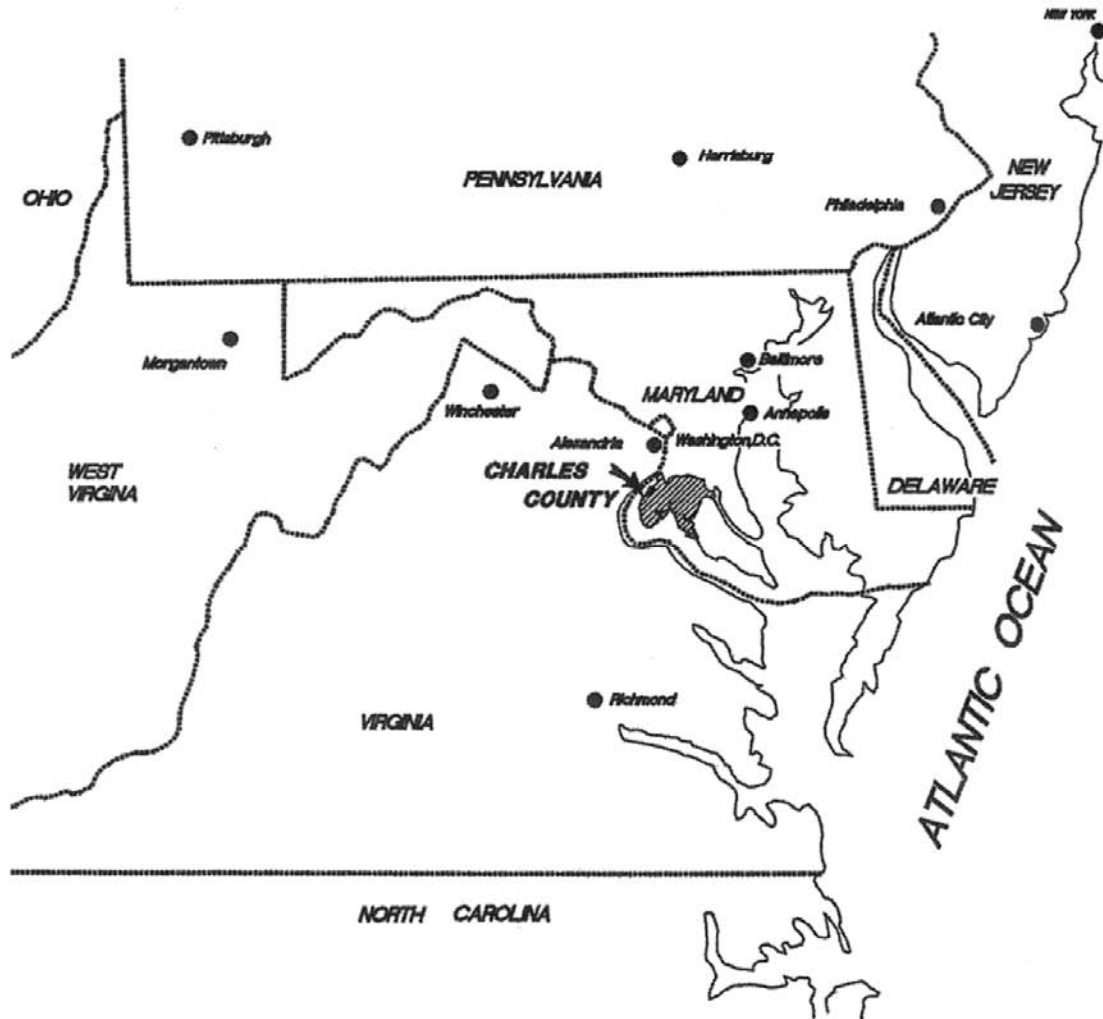 NEW YORK
Pittsburgh
Harrisburg
OHIO
PENNSYLVANIA
NEW
JERSEY
Philadelphia
Atlantic City
Morgantown
Baltimore
MARYLAND
Winchester
Annapolis
Alexandria
Washington, D.C.
WEST
VIRGINIA
CHARLES
COUNTY
DELAWARE
ATLANTIC OCEAN
Richmond
VIRGINIA
NORTH CAROLINA